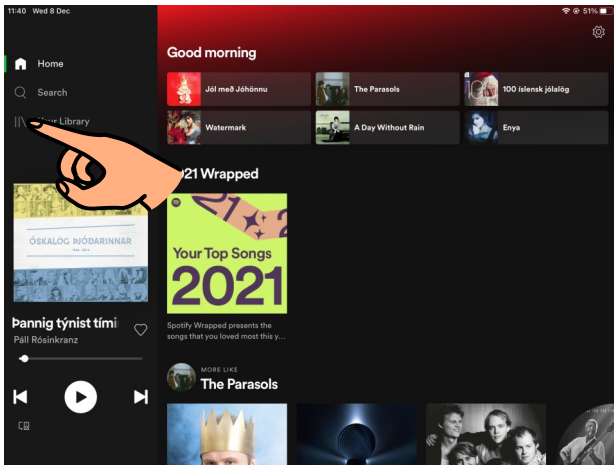 11:40 Wed 8 Dec
51%
Home
Search
Your Library
ÓSKALÖG ÞJÓÐARINNAR
Þannig týnist tími
Páll Rósinkranz
Good morning
Jól með Jóhönnu
The Parasols
100 íslensk jólalög
Watermark
A Day Without Rain
Enya
2021 Wrapped
Your Top Songs
2021
Spotify Wrapped presents the
songs that you loved most this y...
MORE LIKE
The Parasols